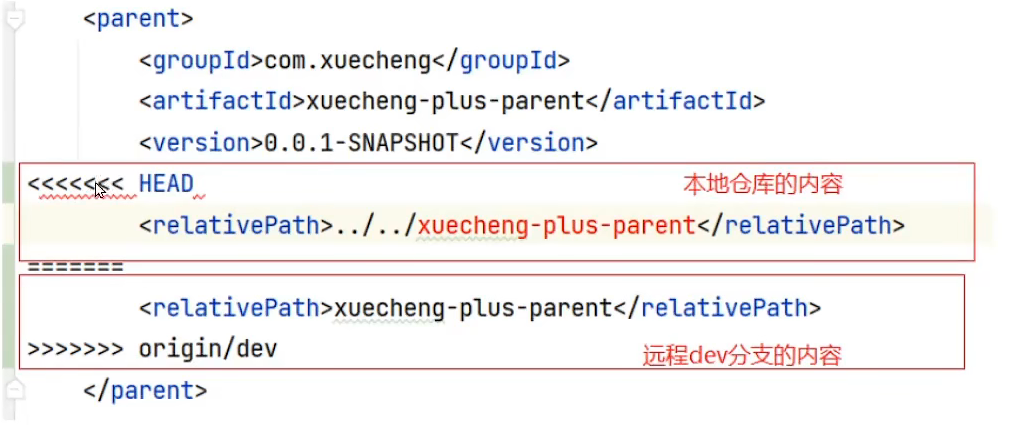 <parent>
<groupId>com.xuecheng</groupId>
<artifactId>xuecheng-plus-parent</artifactId>
<version>0.0.1-SNAPSHOT</version>
<<<<<<< HEAD 本地仓库的内容
<relativePath>../../xuecheng-plus-parent</relativePath>
=======
<relativePath>xuecheng-plus-parent</relativePath>
>>>>>>> origin/dev 远程dev分支的内容
</parent>